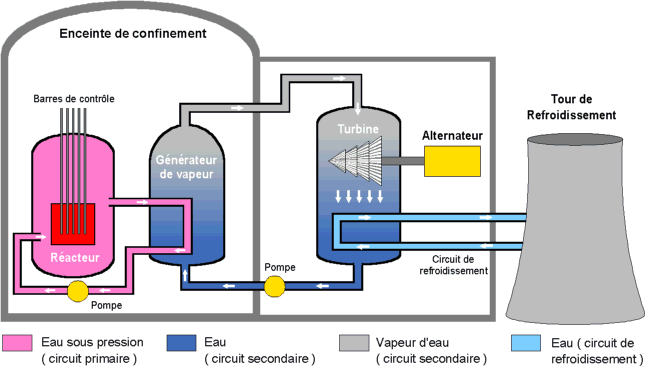 Enceinte de confinement
Barres de contrôle
Réacteur
Pompe
Générateur
de vapeur
Turbine
Alternateur
Pompe
Tour de
Refroidissement
Circuit de
refroidissement
Eau sous pression
( circuit primaire )
Eau
( circuit secondaire )
Vapeur d'eau
( circuit secondaire )
Eau ( circuit de
refroidissement )